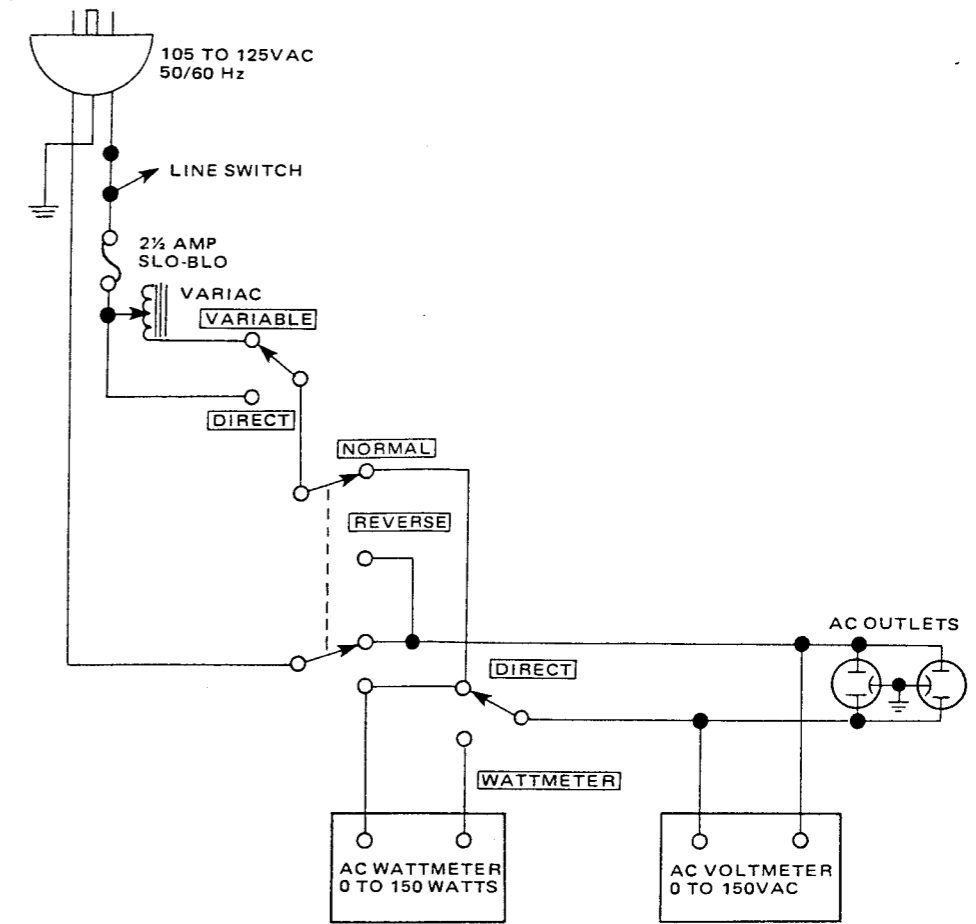 105 TO 125VAC
50/60 Hz
LINE SWITCH
2½ AMP
SLO-BLO
VARIAC
VARIABLE
DIRECT
NORMAL
REVERSE
AC OUTLETS
DIRECT
WATTMETER
AC WATTMETER
0 TO 150 WATTS
AC VOLTMETER
0 TO 150VAC